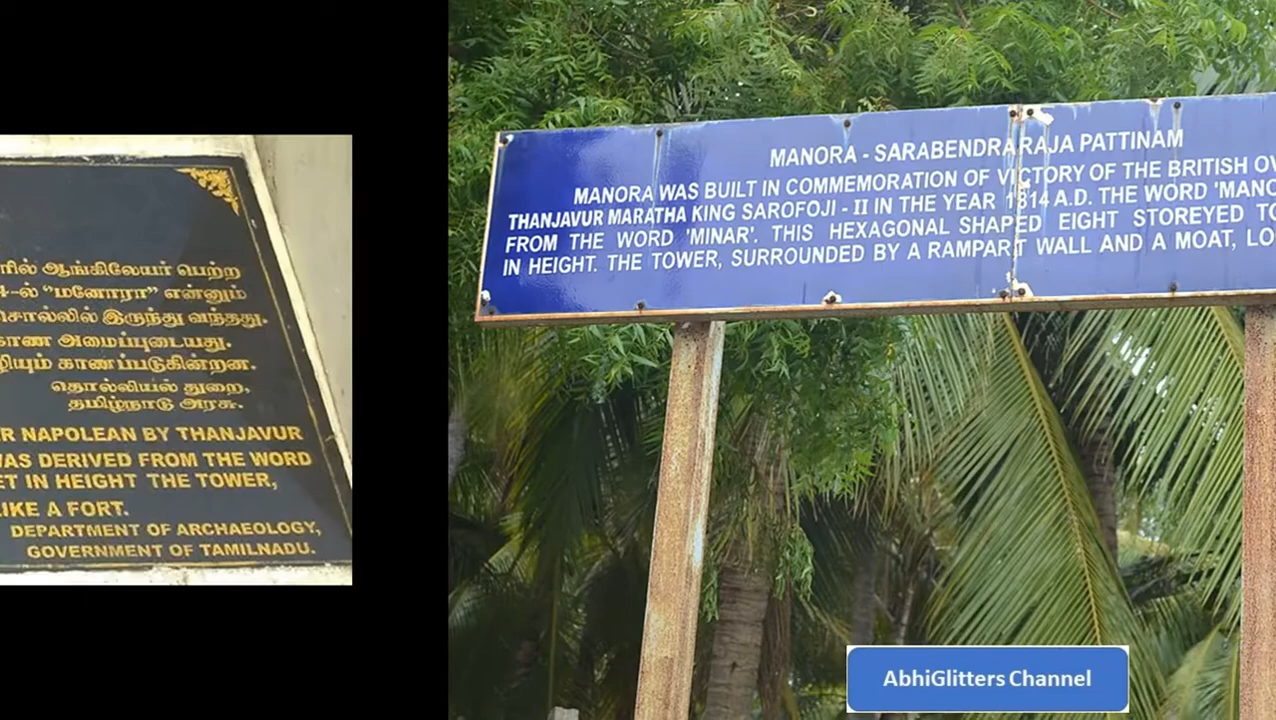 ரில் ஆங்கிலேயர் பெற்ற
4-ல் “மனோரா” என்னும்
சொல்லில் இருந்து வந்தது.
காண அமைப்புடையது.
ழியும் காணப்படுகின்றன.
தொல்லியல் துறை,
தமிழ்நாடு அரசு.
R NAPOLEAN BY THANJAVUR
WAS DERIVED FROM THE WORD
ET IN HEIGHT THE TOWER,
LIKE A FORT.
DEPARTMENT OF ARCHAEOLOGY,
GOVERNMENT OF TAMILNADU.
MANORA - SARABENDRARAJA PATTINAM
MANORA WAS BUILT IN COMMEMORATION OF VICTORY OF THE BRITISH OV
THANJAVUR MARATHA KING SAROFOJI - II IN THE YEAR 1814 A.D. THE WORD 'MANO
FROM THE WORD 'MINAR'. THIS HEXAGONAL SHAPED EIGHT STOREYED TO
IN HEIGHT. THE TOWER, SURROUNDED BY A RAMPART WALL AND A MOAT, LO
AbhiGlitters Channel